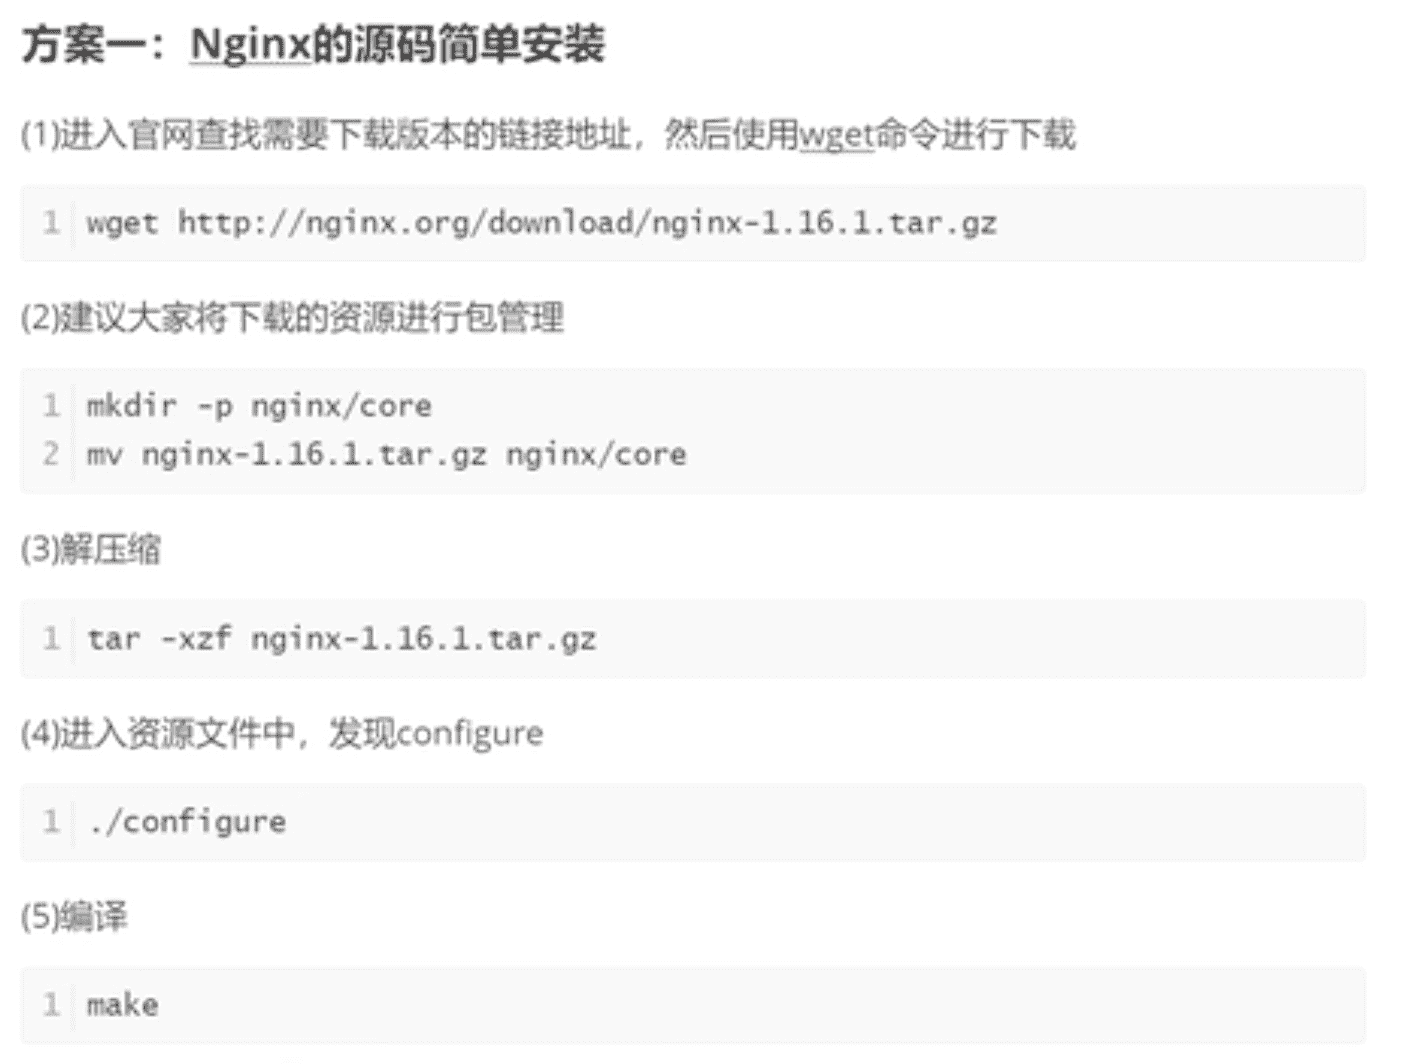 方案一：Nginx的源码简单安装
(1)进入官网查找需要下载版本的链接地址，然后使用wget命令进行下载
1 wget http://nginx.org/download/nginx-1.16.1.tar.gz
(2)建议大家将下载的资源进行包管理
1 mkdir -p nginx/core
2 mv nginx-1.16.1.tar.gz nginx/core
(3)解压缩
1 tar -xzf nginx-1.16.1.tar.gz
(4)进入资源文件中，发现configure
1 ./configure
(5)编译
1 make